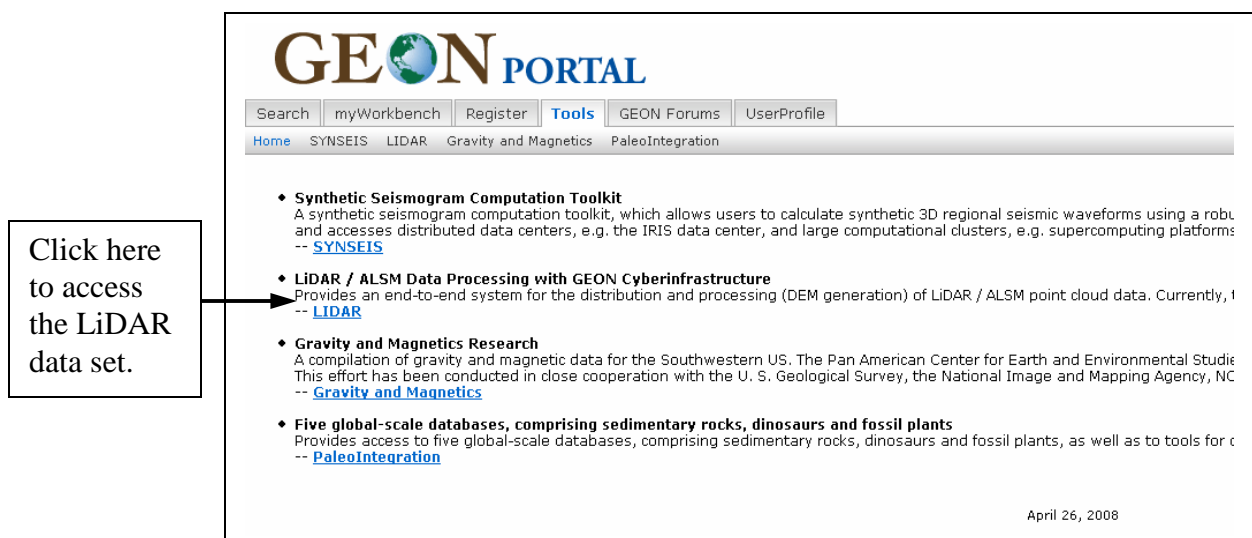 GEON PORTAL
Search myWorkbench Register Tools GEON Forums UserProfile
Home SYNSEIS LIDAR Gravity and Magnetics PaleoIntegration
Synthetic Seismogram Computation Toolkit
A synthetic seismogram computation toolkit, which allows users to calculate synthetic 3D regional seismic waveforms using a
and accesses distributed data centers, e.g. the IRIS data center, and large computational clusters, e.g. supercomputing platforms
-- SYNSEIS
Click here
to access
the LiDAR
data set.
LiDAR / ALSM Data Processing with GEON Cyberinfrastructure
Provides an end-to-end system for the distribution and processing (DEM generation) of LiDAR / ALSM point cloud data. Currently,
-- LIDAR
Gravity and Magnetics Research
A compilation of gravity and magnetic data for the Southwestern US. The Pan American Center for Earth and Environmental
This effort has been conducted in close cooperation with the U. S. Geological Survey, the National Image and Mapping Agency,
-- Gravity and Magnetics
Five global-scale databases, comprising sedimentary rocks, dinosaurs and fossil plants
Provides access to five global-scale databases, comprising sedimentary rocks, dinosaurs and fossil plants, as well as to tools for
-- PaleoIntegration
April 26, 2008